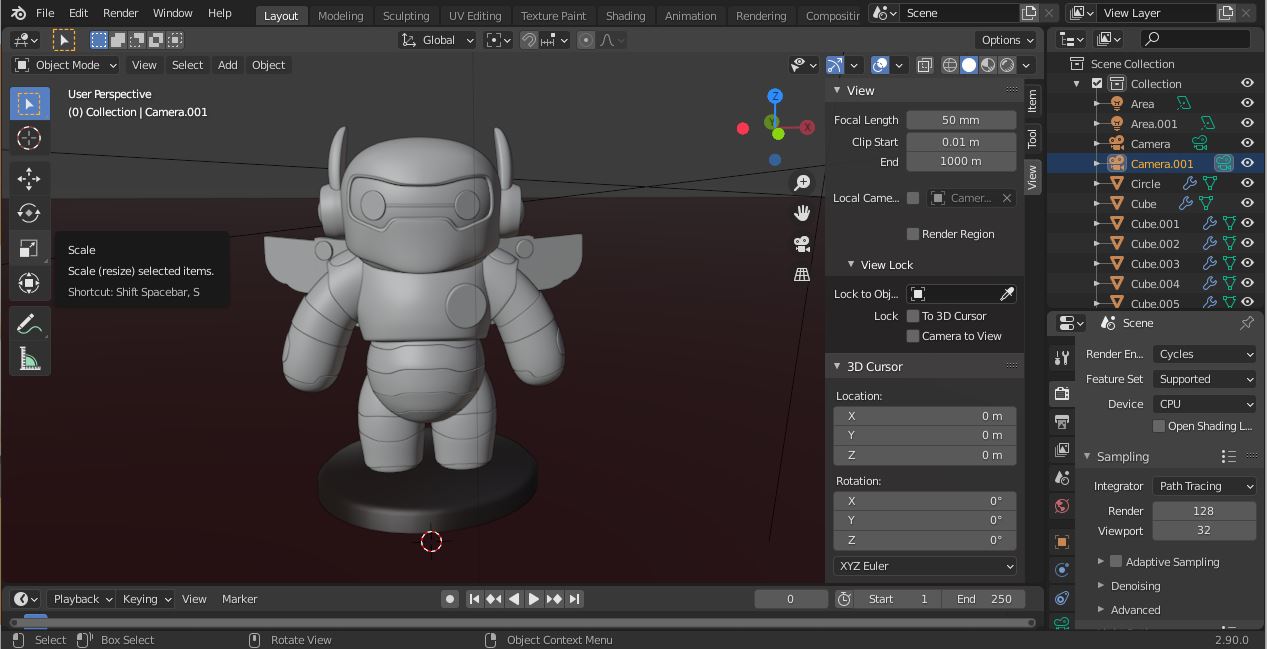 File Edit Render Window Help Layout Modeling Sculpting UV Editing Texture Paint Shading Animation Rendering Compositin Scene View Layer
Global Options
Object Mode View Select Add Object
User Perspective
(0) Collection | Camera.001
Scale
Scale (resize) selected items.
Shortcut: Shift Spacebar, S
Z
Y
X
View
Focal Length 50 mm
Clip Start 0.01 m
End 1000 m
Local Came... Camer...
Render Region
View Lock
Lock to Obj...
Lock To 3D Cursor
Camera to View
3D Cursor
Location:
X 0 m
Y 0 m
Z 0 m
Rotation:
X 0°
Y 0°
Z 0°
XYZ Euler
Item
Tool
View
Scene Collection
Collection
Area
Area.001
Camera
Camera.001
Circle
Cube
Cube.001
Cube.002
Cube.003
Cube.004
Cube.005
Scene
Render En... Cycles
Feature Set Supported
Device CPU
Open Shading L...
Sampling
Integrator Path Tracing
Render 128
Viewport 32
Adaptive Sampling
Denoising
Advanced
Playback Keying View Marker 0 Start 1 End 250
Select Box Select Rotate View Object Context Menu 2.90.0